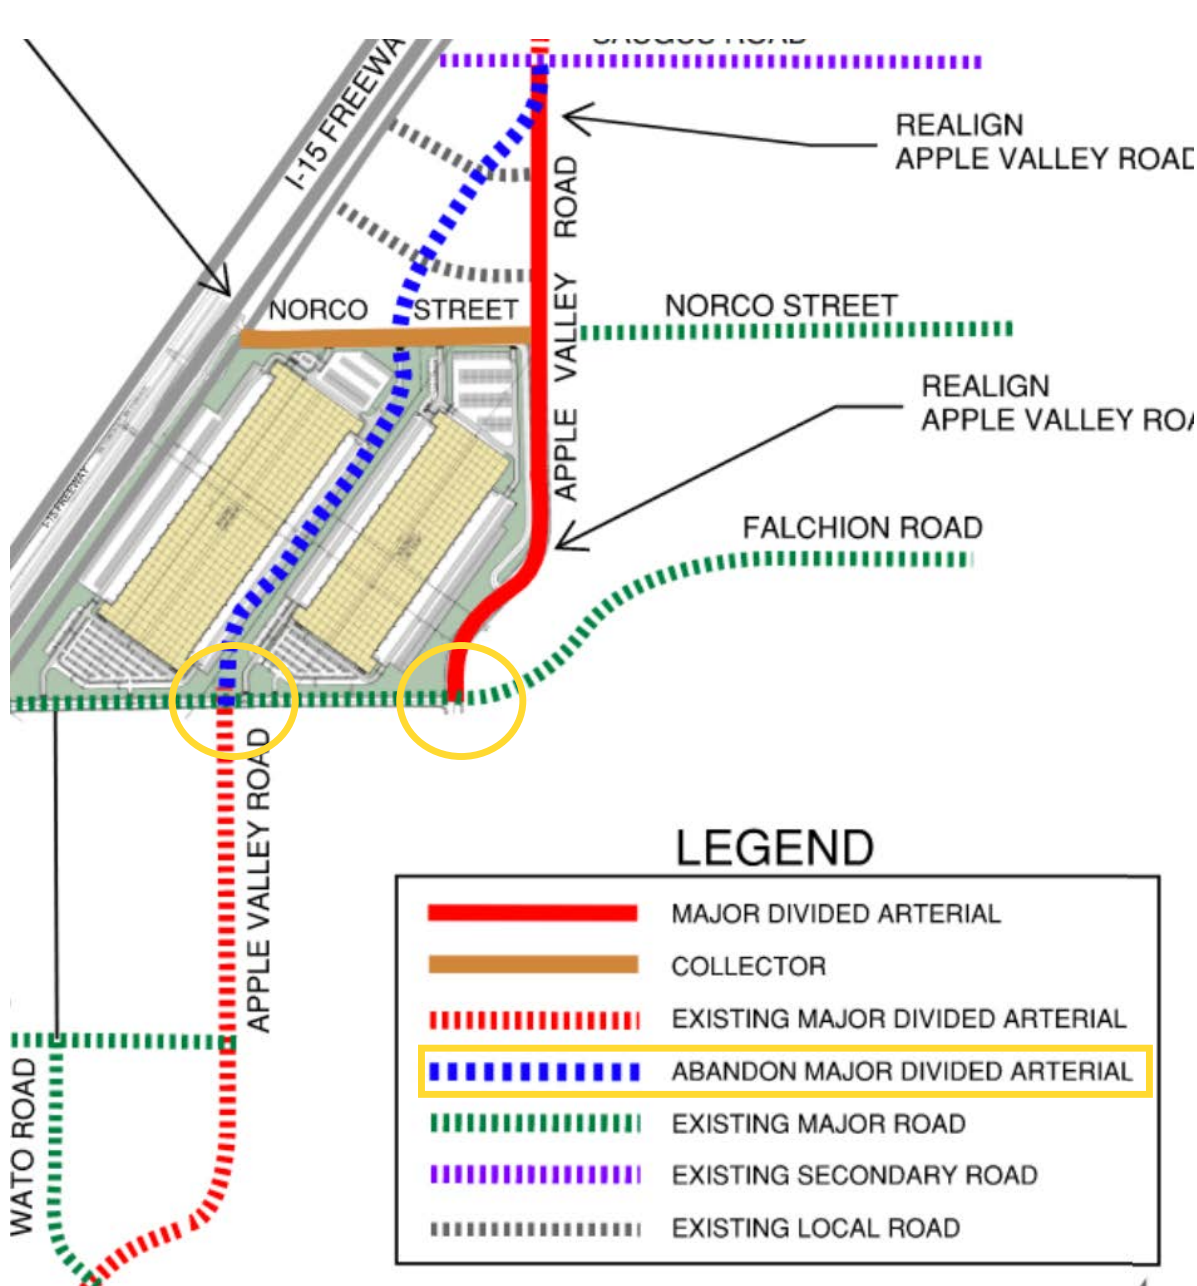 I-15 FREEWA
REALIGN
APPLE VALLEY ROAD
APPLE VALLEY ROAD
NORCO STREET
NORCO STREET
REALIGN
APPLE VALLEY ROA
I-15 FREEWAY
FALCHION ROAD
APPLE VALLEY ROAD
WATO ROAD
LEGEND
MAJOR DIVIDED ARTERIAL
COLLECTOR
EXISTING MAJOR DIVIDED ARTERIAL
ABANDON MAJOR DIVIDED ARTERIAL
EXISTING MAJOR ROAD
EXISTING SECONDARY ROAD
EXISTING LOCAL ROAD